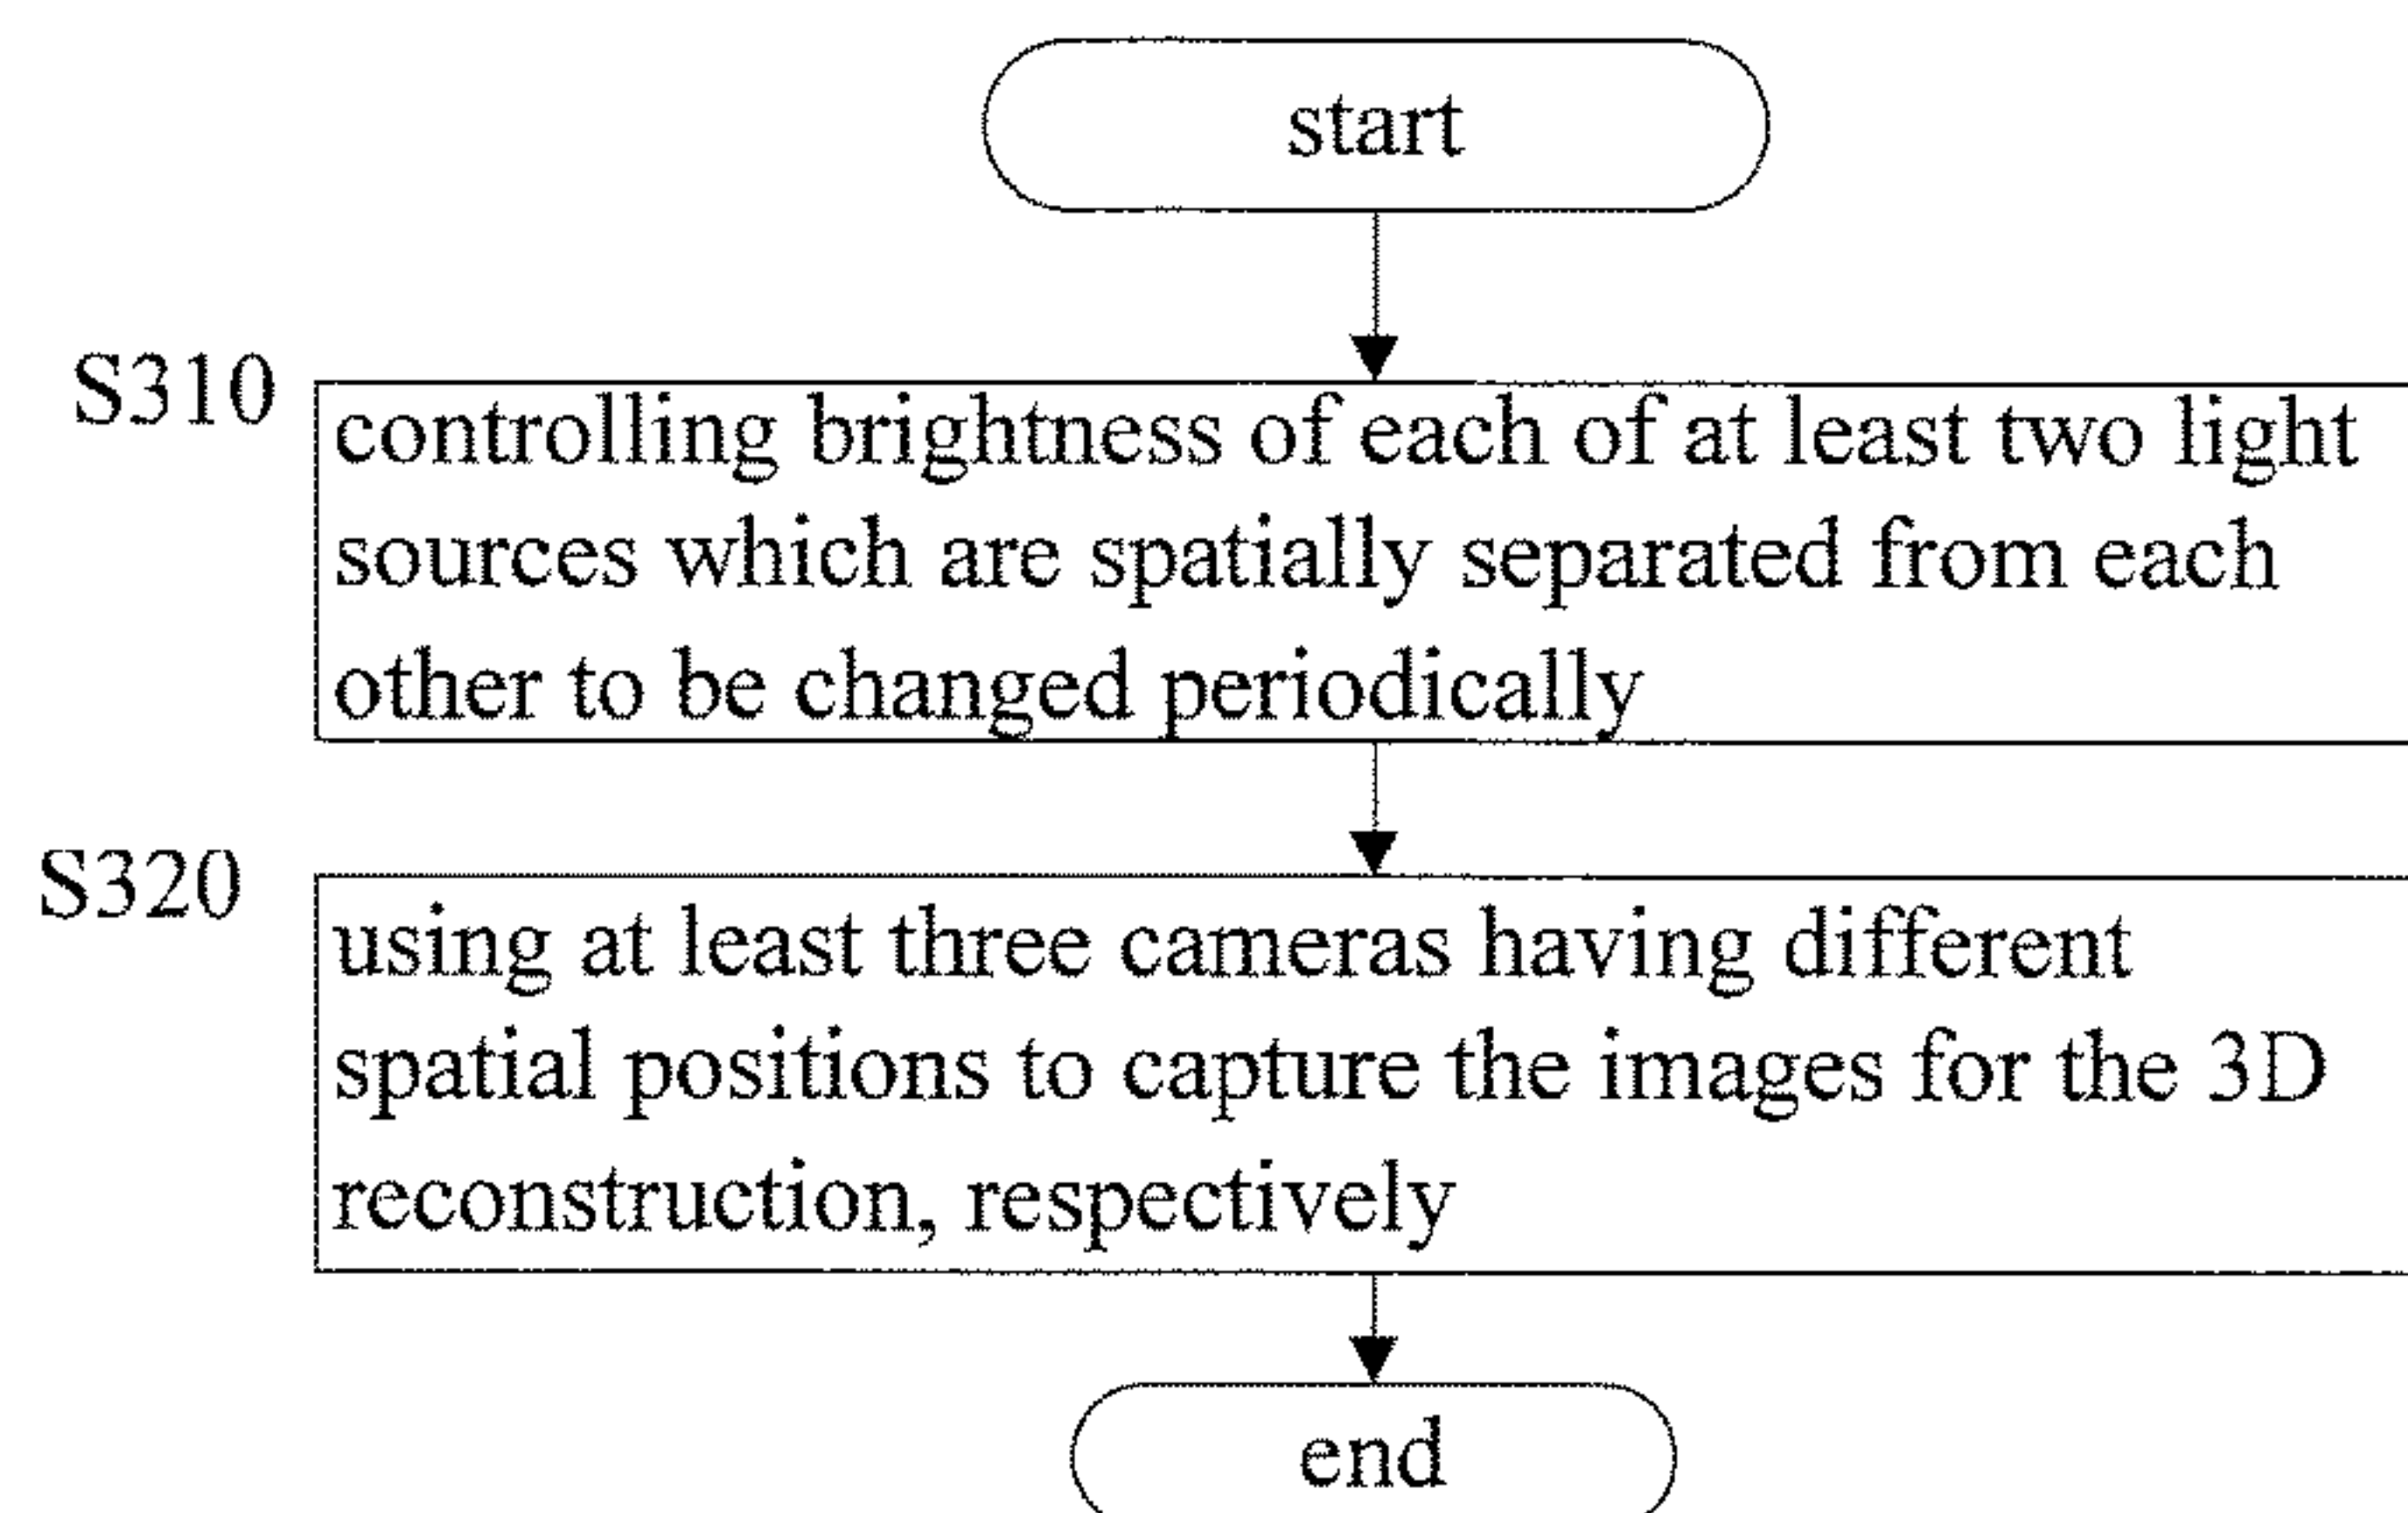 start
S310
controlling brightness of each of at least two light
sources which are spatially separated from each
other to be changed periodically
S320
using at least three cameras having different
spatial positions to capture the images for the 3D
reconstruction, respectively
end